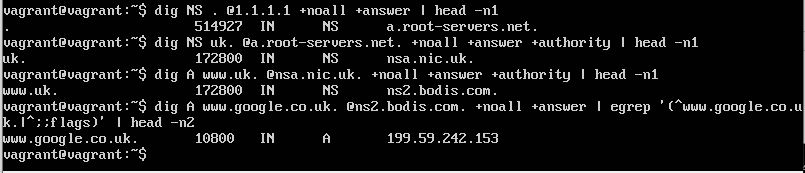 vagrant@vagrant:~$ dig NS . @1.1.1.1 +noall +answer | head -n1
. 514927 IN NS a.root-servers.net.
vagrant@vagrant:~$ dig NS uk. @a.root-servers.net. +noall +answer +authority | head -n1
uk. 172800 IN NS nsa.nic.uk.
vagrant@vagrant:~$ dig A www.uk. @nsa.nic.uk. +noall +answer +authority | head -n1
www.uk. 172800 IN NS ns2.bodis.com.
vagrant@vagrant:~$ dig A www.google.co.uk. @ns2.bodis.com. +noall +answer | egrep '(^www.google.co.u
k.|^;;flags)' | head -n2
www.google.co.uk. 10800 IN A 199.59.242.153
vagrant@vagrant:~$